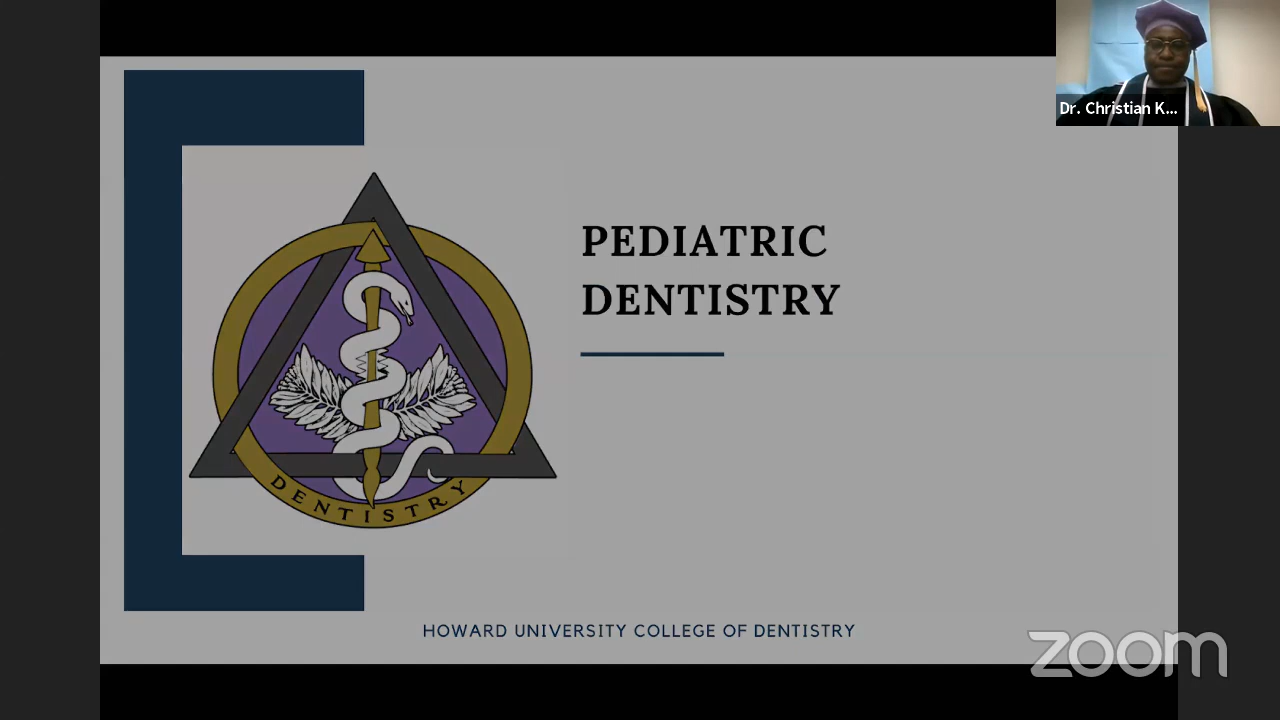 Dr. Christian K...
PEDIATRIC
DENTISTRY
DENTISTRY
HOWARD UNIVERSITY COLLEGE OF DENTISTRY
zoom